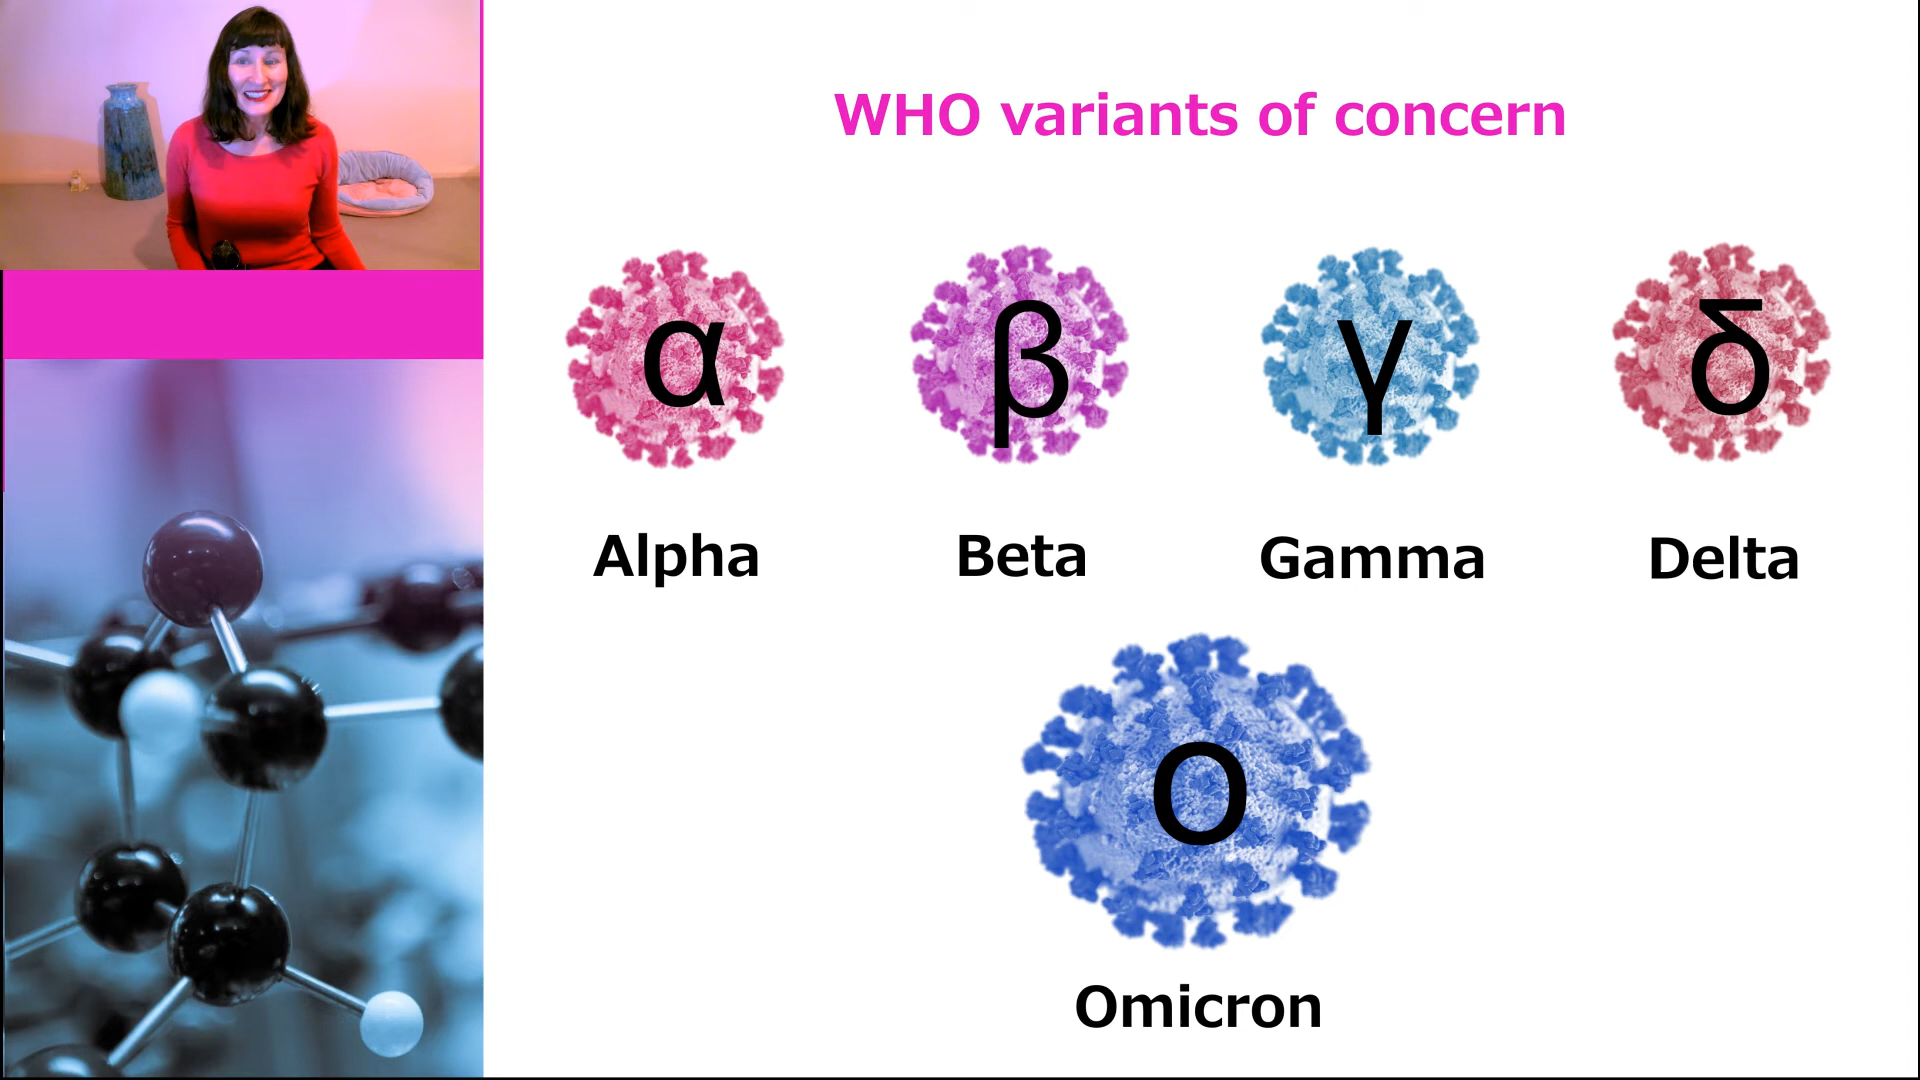 WHO variants of concern
α β γ δ
Alpha Beta Gamma Delta
ο
Omicron